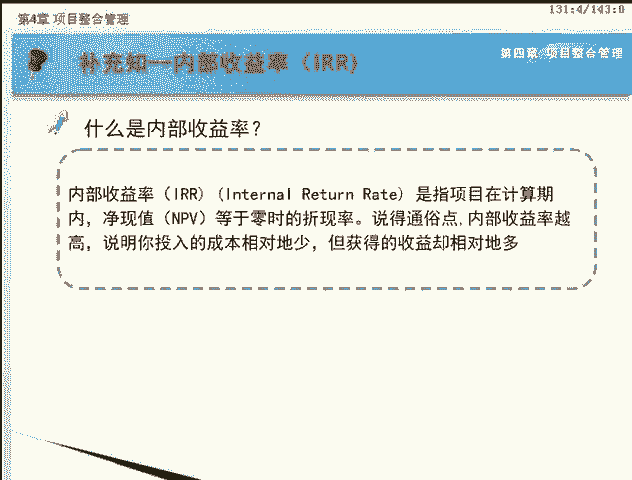 第4章 项目整合管理
131:4/143:0
第四章 项目整合管理
补充知--内部收益率（IRR）
什么是内部收益率？
内部收益率（IRR）(Internal Return Rate) 是指项目在计算期
内，净现值（NPV）等于零时的折现率。说得通俗点,内部收益率越
高，说明你投入的成本相对地少，但获得的收益却相对地多